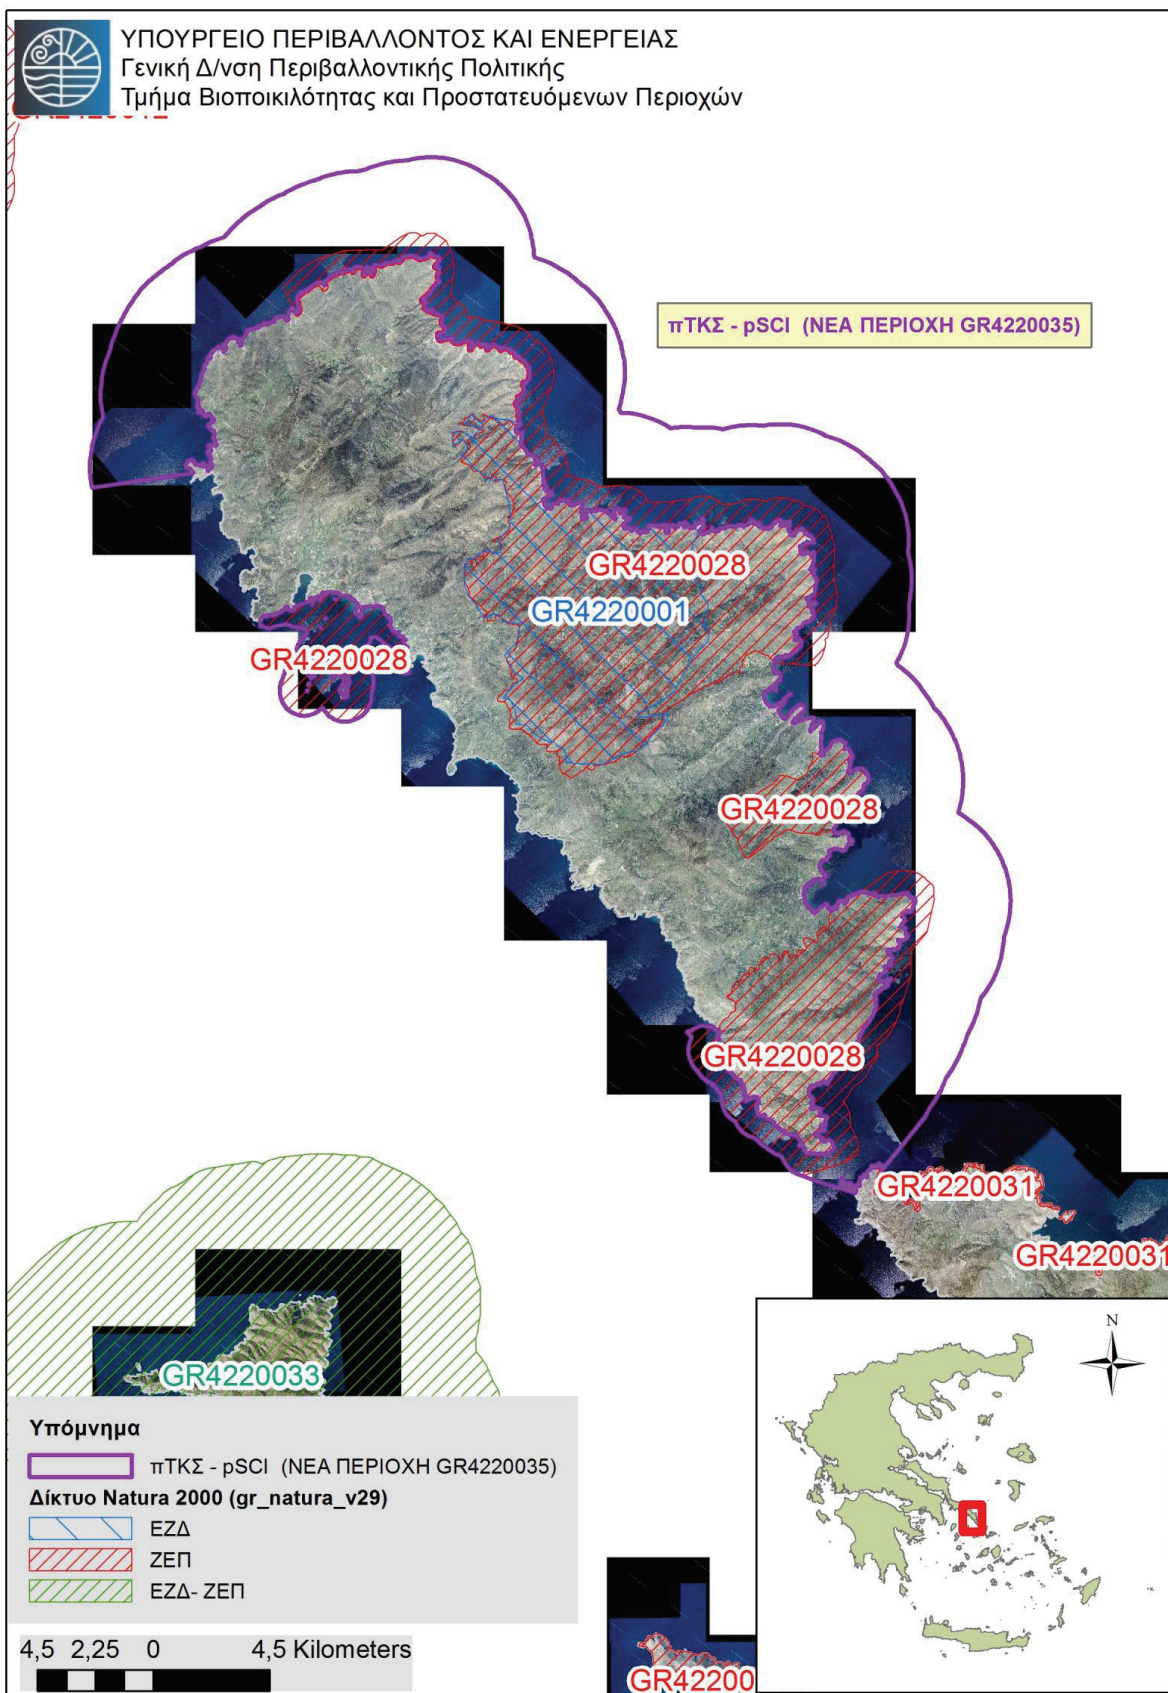 ΥΠΟΥΡΓΕΙΟ ΠΕΡΙΒΑΛΛΟΝΤΟΣ ΚΑΙ ΕΝΕΡΓΕΙΑΣ
Γενική Δ/νση Περιβαλλοντικής Πολιτικής
Τμήμα Βιοποικιλότητας και Προστατευόμενων Περιοχών
πΤΚΣ - pSCI (ΝΕΑ ΠΕΡΙΟΧΗ GR4220035)
GR4220028
GR4220001
GR4220028
GR4220028
GR4220028
GR4220031
GR4220031
GR4220033
N
Υπόμνημα
πΤΚΣ - pSCI (ΝΕΑ ΠΕΡΙΟΧΗ GR4220035)
Δίκτυο Natura 2000 (gr_natura_v29)
ΕΖΔ
ΖΕΠ
ΕΖΔ- ΖΕΠ
4,5 2,25 0 4,5 Kilometers
GR42200